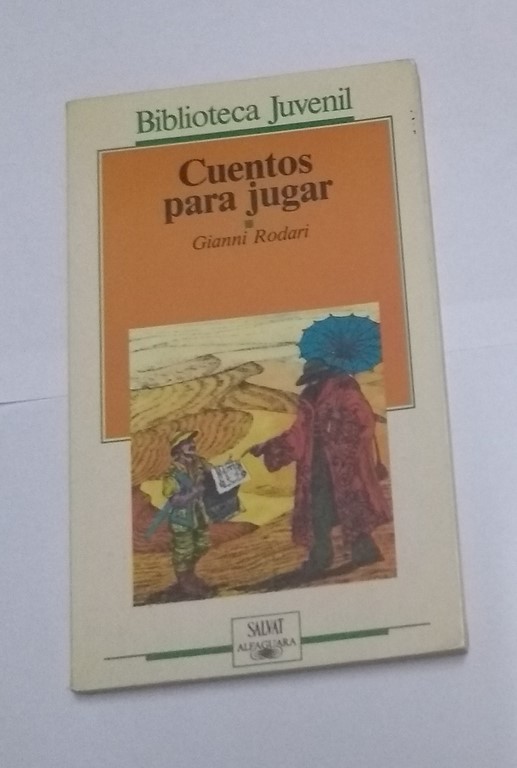 Biblioteca Juvenil
Cuentos
para jugar
Gianni Rodari
SALVAT
ALFAGUARA